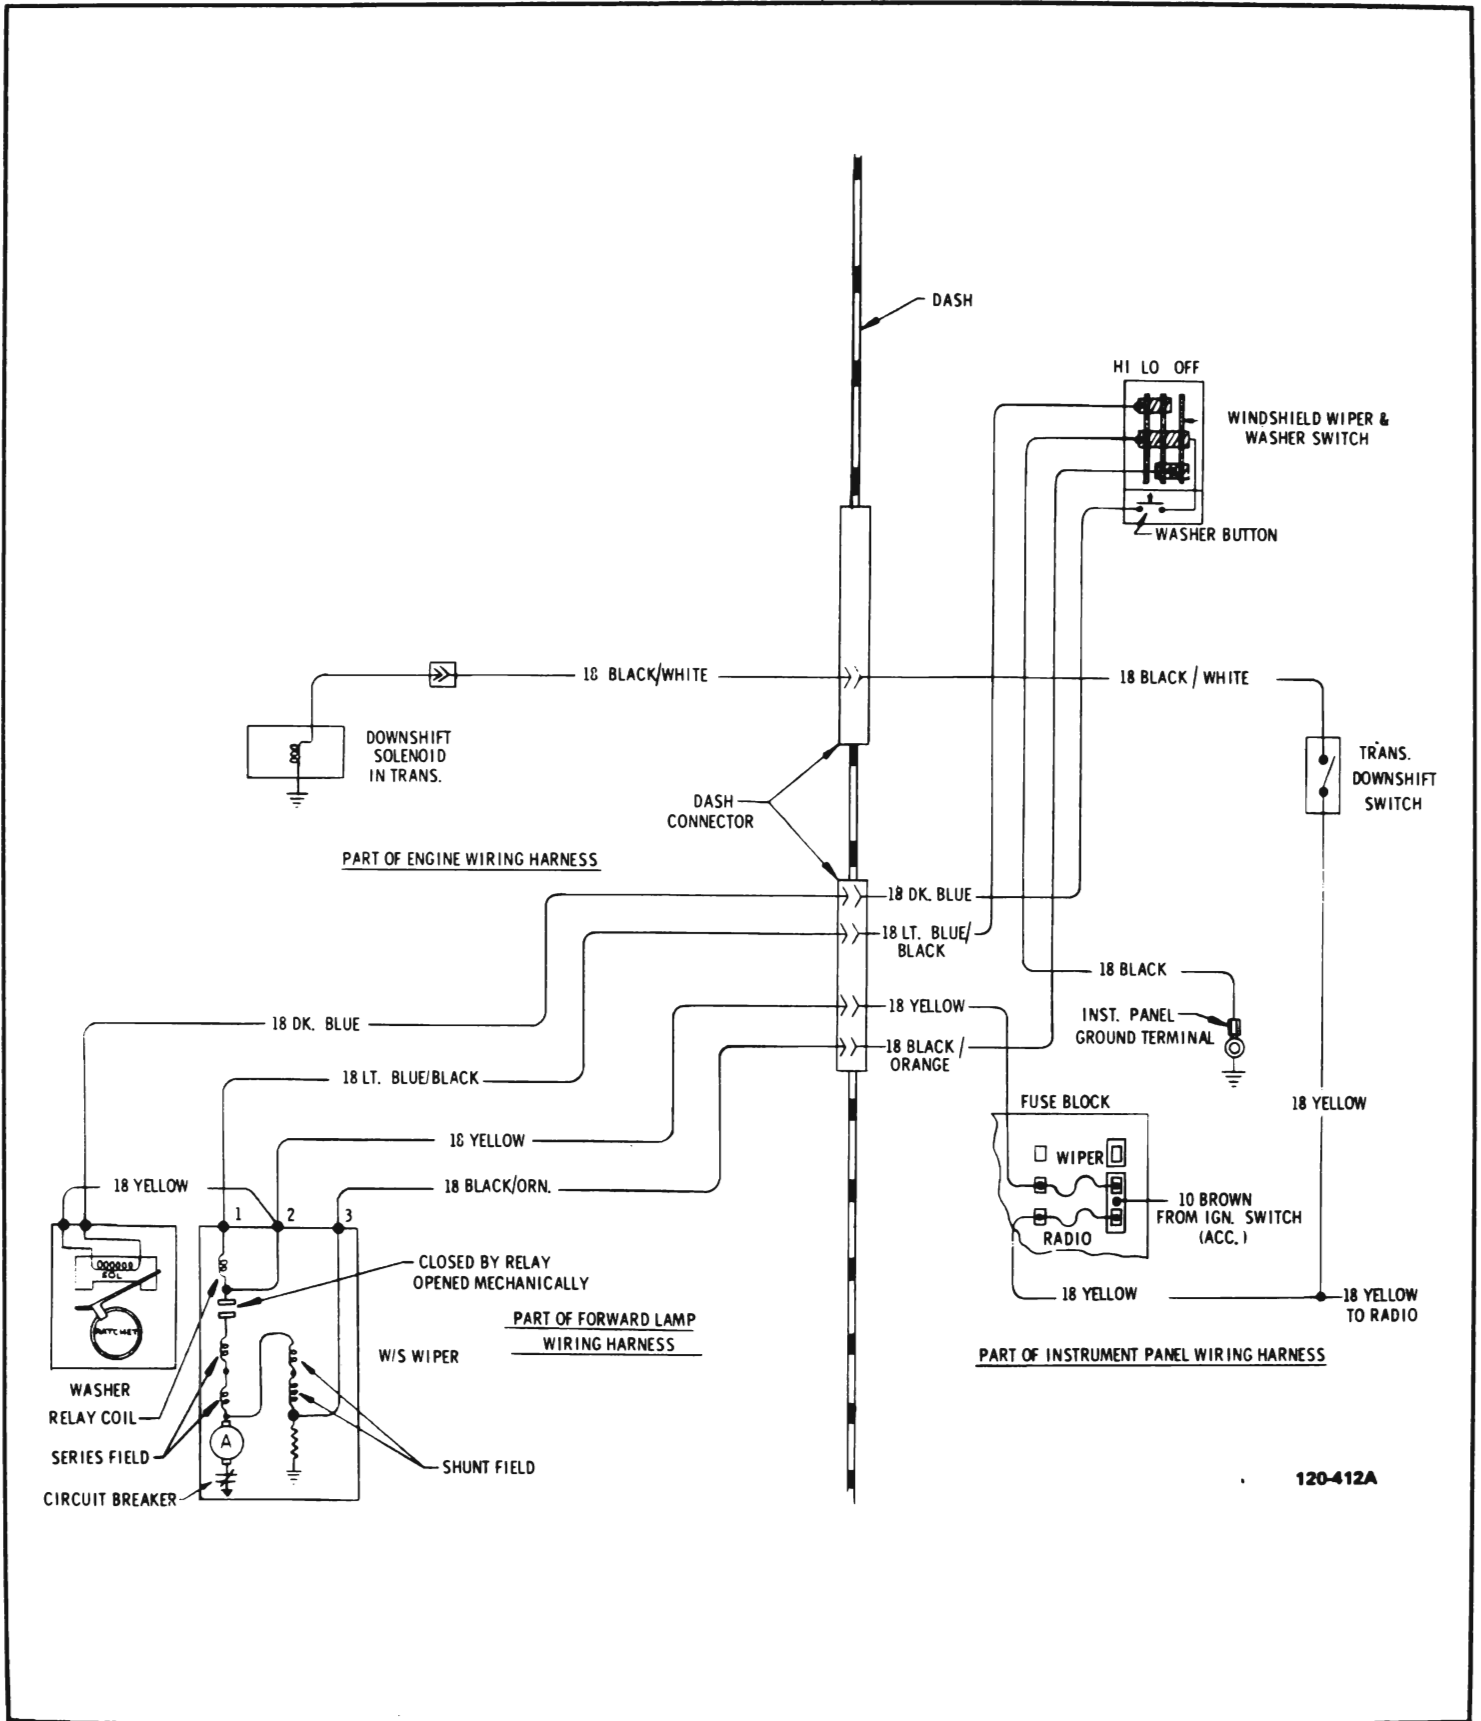 DASH
HI LO OFF
WINDSHIELD WIPER &
WASHER SWITCH
WASHER BUTTON
18 BLACK/WHITE
18 BLACK / WHITE
DOWNSHIFT
SOLENOID
IN TRANS.
TRANS.
DOWNSHIFT
SWITCH
DASH
CONNECTOR
PART OF ENGINE WIRING HARNESS
18 DK. BLUE
18 LT. BLUE/
BLACK
18 BLACK
18 YELLOW
INST. PANEL
GROUND TERMINAL
18 DK. BLUE
18 BLACK /
ORANGE
18 LT. BLUE/BLACK
FUSE BLOCK
18 YELLOW
18 YELLOW
WIPER
18 YELLOW
18 BLACK/ORN.
10 BROWN
FROM IGN. SWITCH
(ACC.)
1
2
3
RADIO
CLOSED BY RELAY
OPENED MECHANICALLY
SOL
18 YELLOW
18 YELLOW
TO RADIO
PART OF FORWARD LAMP
WIRING HARNESS
RATCHET
W/S WIPER
PART OF INSTRUMENT PANEL WIRING HARNESS
WASHER
RELAY COIL
A
SERIES FIELD
SHUNT FIELD
CIRCUIT BREAKER
120-412A